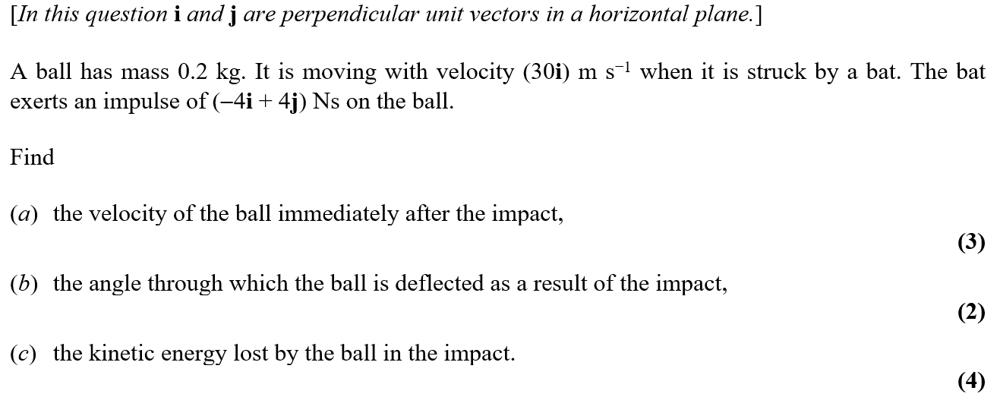 [In this question i and j are perpendicular unit vectors in a horizontal plane.]
A ball has mass 0.2 kg. It is moving with velocity (30i) m s⁻¹ when it is struck by a bat. The bat
exerts an impulse of (−4i + 4j) Ns on the ball.
Find
(a) the velocity of the ball immediately after the impact,
(3)
(b) the angle through which the ball is deflected as a result of the impact,
(2)
(c) the kinetic energy lost by the ball in the impact.
(4)